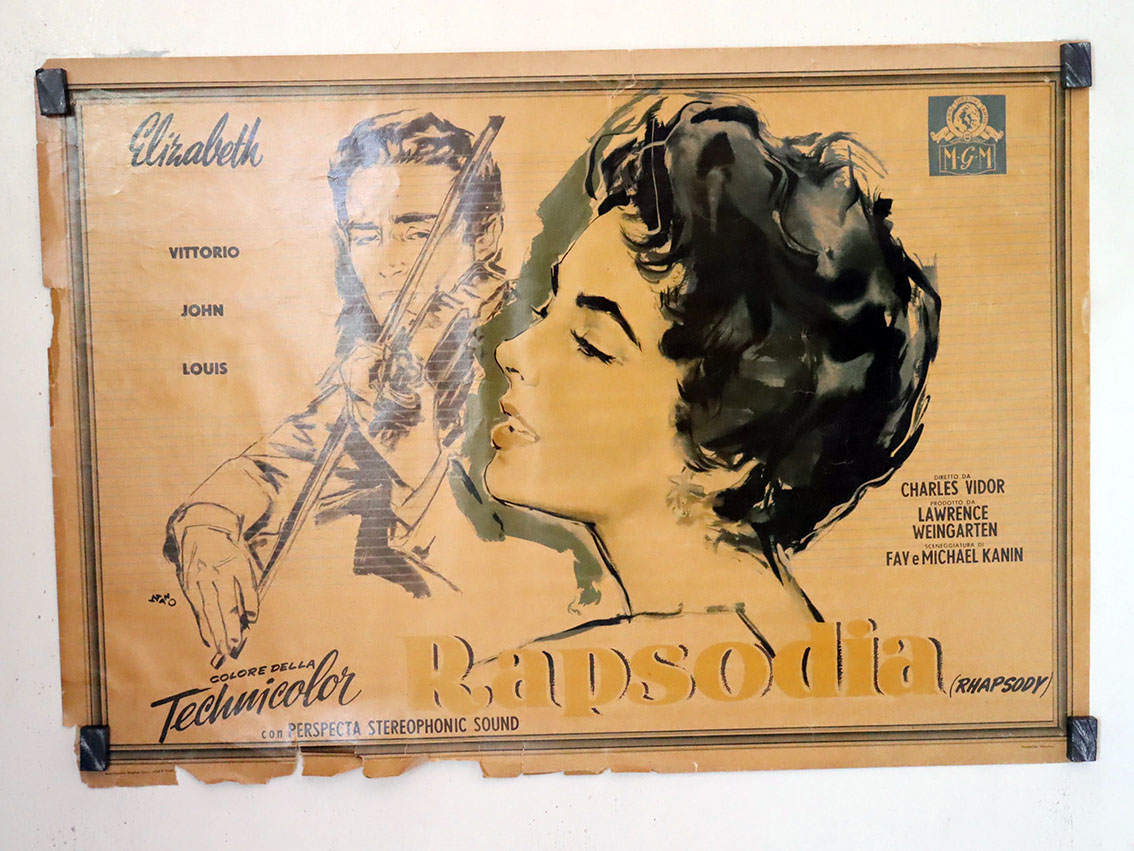 Elizabeth
VITTORIO
JOHN
LOUIS
M-G-M
DIRETTO DA
CHARLES VIDOR
PRODOTTO DA
LAWRENCE
WEINGARTEN
SCENEGGIATURA DI
FAY e MICHAEL KANIN
Rapsodia
(RHAPSODY)
COLORE DELLA
Technicolor
con PERSPECTA STEREOPHONIC SOUND